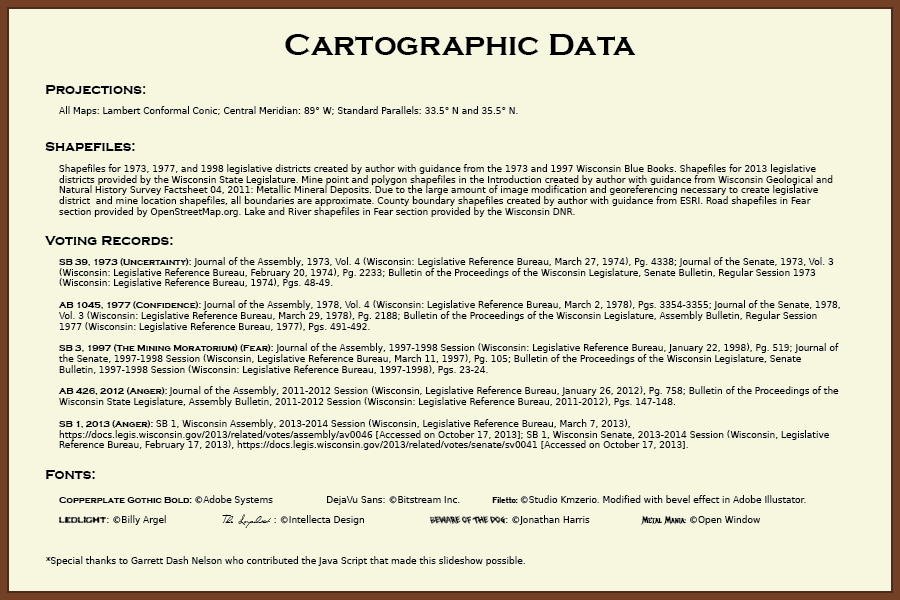 Cartographic Data
Projections:
All Maps: Lambert Conformal Conic; Central Meridian: 89° W; Standard Parallels: 33.5° N and 35.5° N.
Shapefiles:
Shapefiles for 1973, 1977, and 1998 legislative districts created by author with guidance from the 1973 and 1997 Wisconsin Blue Books. Shapefiles for 2013 legislative
districts provided by the Wisconsin State Legislature. Mine point and polygon shapefiles in the Introduction created by author with guidance from Wisconsin Geological and
Natural History Survey Factsheet 04, 2011: Metallic Mineral Deposits. Due to the large amount of image modification and georeferencing necessary to create legislative
district and mine location shapefiles, all boundaries are approximate. County boundary shapefiles created by author with guidance from ESRI. Road shapefiles in Fear
section provided by OpenStreetMap.org. Lake and River shapefiles in Fear section provided by the Wisconsin DNR.
Voting Records:
SB 39, 1973 (Uncertainty): Journal of the Assembly, 1973, Vol. 4 (Wisconsin: Legislative Reference Bureau, March 27, 1974), Pg. 4338; Journal of the Senate, 1973, Vol. 3
(Wisconsin: Legislative Reference Bureau, February 20, 1974), Pg. 2233; Bulletin of the Proceedings of the Wisconsin Legislature, Senate Bulletin, Regular Session 1973
(Wisconsin: Legislative Reference Bureau, 1974), Pgs. 48-49.
AB 1045, 1977 (Confidence): Journal of the Assembly, 1978, Vol. 4 (Wisconsin: Legislative Reference Bureau, March 2, 1978), Pgs. 3354-3355; Journal of the Senate, 1978,
Vol. 3 (Wisconsin: Legislative Reference Bureau, March 29, 1978), Pg. 2188; Bulletin of the Proceedings of the Wisconsin Legislature, Assembly Bulletin, Regular Session
1977 (Wisconsin: Legislative Reference Bureau, 1977), Pgs. 491-492.
SB 3, 1997 (The Mining Moratorium) (Fear): Journal of the Assembly, 1997-1998 Session (Wisconsin: Legislative Reference Bureau, January 22, 1998), Pg. 519; Journal of
the Senate, 1997-1998 Session (Wisconsin, Legislative Reference Bureau, March 11, 1997), Pg. 105; Bulletin of the Proceedings of the Wisconsin Legislature, Senate
Bulletin, 1997-1998 Session (Wisconsin: Legislative Reference Bureau, 1997-1998), Pgs. 23-24.
AB 426, 2012 (Anger): Journal of the Assembly, 2011-2012 Session (Wisconsin, Legislative Reference Bureau, January 26, 2012), Pg. 758; Bulletin of the Proceedings of the
Wisconsin State Legislature, Assembly Bulletin, 2011-2012 Session (Wisconsin: Legislative Reference Bureau, 2011-2012), Pgs. 147-148.
SB 1, 2013 (Anger): SB 1, Wisconsin Assembly, 2013-2014 Session (Wisconsin, Legislative Reference Bureau, March 7, 2013),
https://docs.legis.wisconsin.gov/2013/related/votes/assembly/av0046 [Accessed on October 17, 2013]; SB 1, Wisconsin Senate, 2013-2014 Session (Wisconsin, Legislative
Reference Bureau, February 17, 2013), https://docs.legis.wisconsin.gov/2013/related/votes/senate/sv0041 [Accessed on October 17, 2013].
Fonts:
Copperplate Gothic Bold: ©Adobe Systems DejaVu Sans: ©Bitstream Inc. Filetto: ©Studio Kmzerio. Modified with bevel effect in Adobe Illustator.
LEDLIGHT: ©Billy Argel : ©Intellecta Design BEWARE OF THE DOG: ©Jonathan Harris Metal Mania: ©Open Window
*Special thanks to Garrett Dash Nelson who contributed the Java Script that made this slideshow possible.